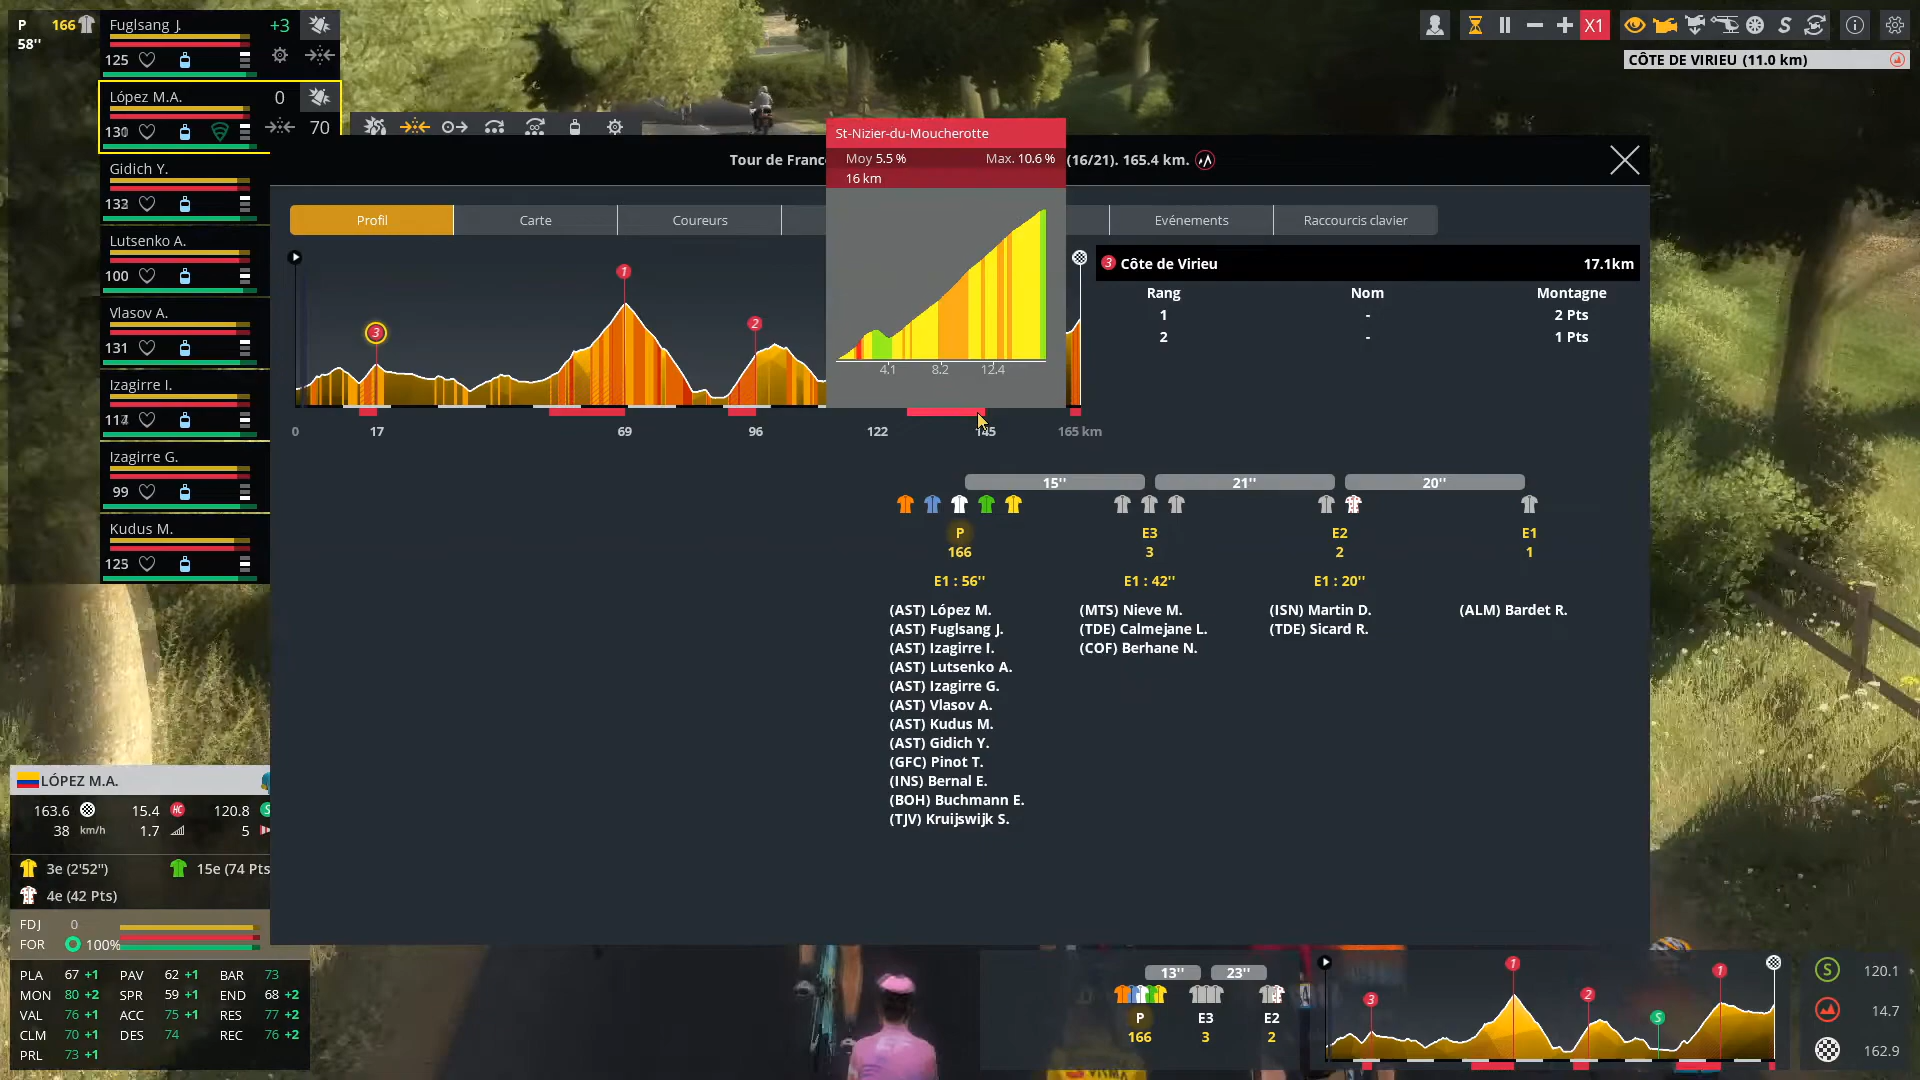 P 166
58''
Fuglsang J. +3
125
López M.A. 0
70
Gidich Y.
Lutsenko A.
100
Vlasov A.
131
Izagirre I.
Izagirre G.
99
Kudus M.
125
X1
CÔTE DE VIRIEU (11.0 km)
Tour de Franc
(16/21). 165.4 km.
St-Nizier-du-Moucherotte
Moy 5.5 % Max. 10.6 %
16 km
4.1 8.2 12.4
Profil
Carte
Coureurs
Evénements
Raccourcis clavier
3 1 2
0 17 69 96 122 145 165 km
3 Côte de Virieu 17.1km
Rang Nom Montagne
1 - 2 Pts
2 - 1 Pts
15'' 21'' 20''
P E3 E2 E1
166 3 2 1
E1 : 56'' E1 : 42'' E1 : 20''
(AST) López M. (MTS) Nieve M. (ISN) Martin D. (ALM) Bardet R.
(AST) Fuglsang J. (TDE) Calmejane L. (TDE) Sicard R.
(AST) Izagirre I. (COF) Berhane N.
(AST) Lutsenko A.
(AST) Izagirre G.
(AST) Vlasov A.
(AST) Kudus M.
(AST) Gidich Y.
(GFC) Pinot T.
(INS) Bernal E.
(BOH) Buchmann E.
(TJV) Kruijswijk S.
LÓPEZ M.A.
163.6 15.4 HC 120.8 S
38 km/h 1.7 5
3e (2'52'') 15e (74 Pts
4e (42 Pts)
FDJ 0
FOR 100%
PLA 67 +1 PAV 62 +1 BAR 73
MON 80 +2 SPR 59 +1 END 68 +2
VAL 76 +1 ACC 75 +1 RES 77 +2
CLM 70 +1 DES 74 REC 76 +2
PRL 73 +1
13'' 23''
P E3 E2
166 3 2
3 1 2 S 1
S 120.1
14.7
162.9